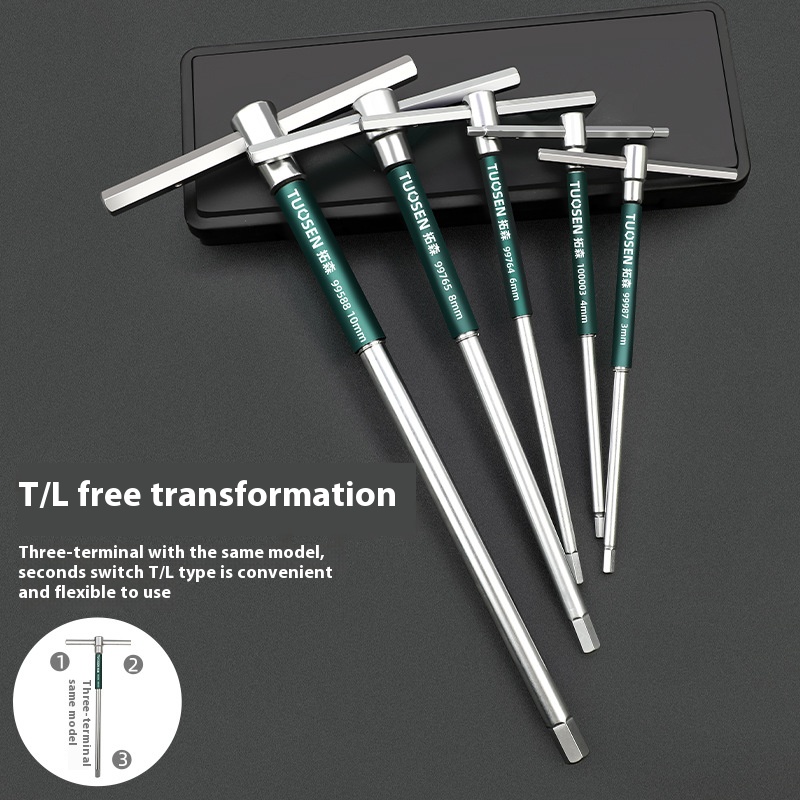 TUOSEN 拓森 99588 10mm
TUOSEN 拓森 99765 8mm
TUOSEN 拓森 99764 6mm
TUOSEN 拓森 100003 4mm
TUOSEN 拓森 99987 3mm
T/L free transformation
Three-terminal with the same model,
seconds switch T/L type is convenient
and flexible to use
1
2
Three-terminal
same model
3